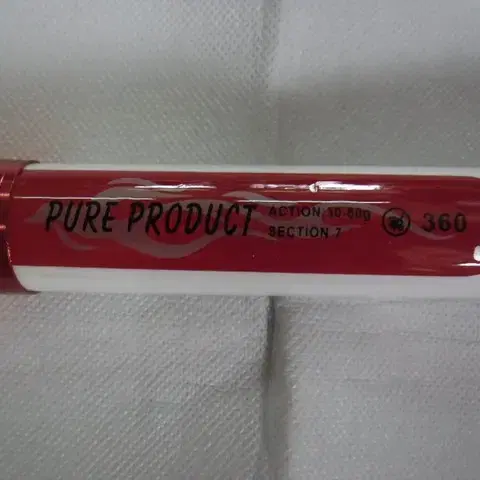 PURE PRODUCT
ACTION:10-60g
SECTION:7
360